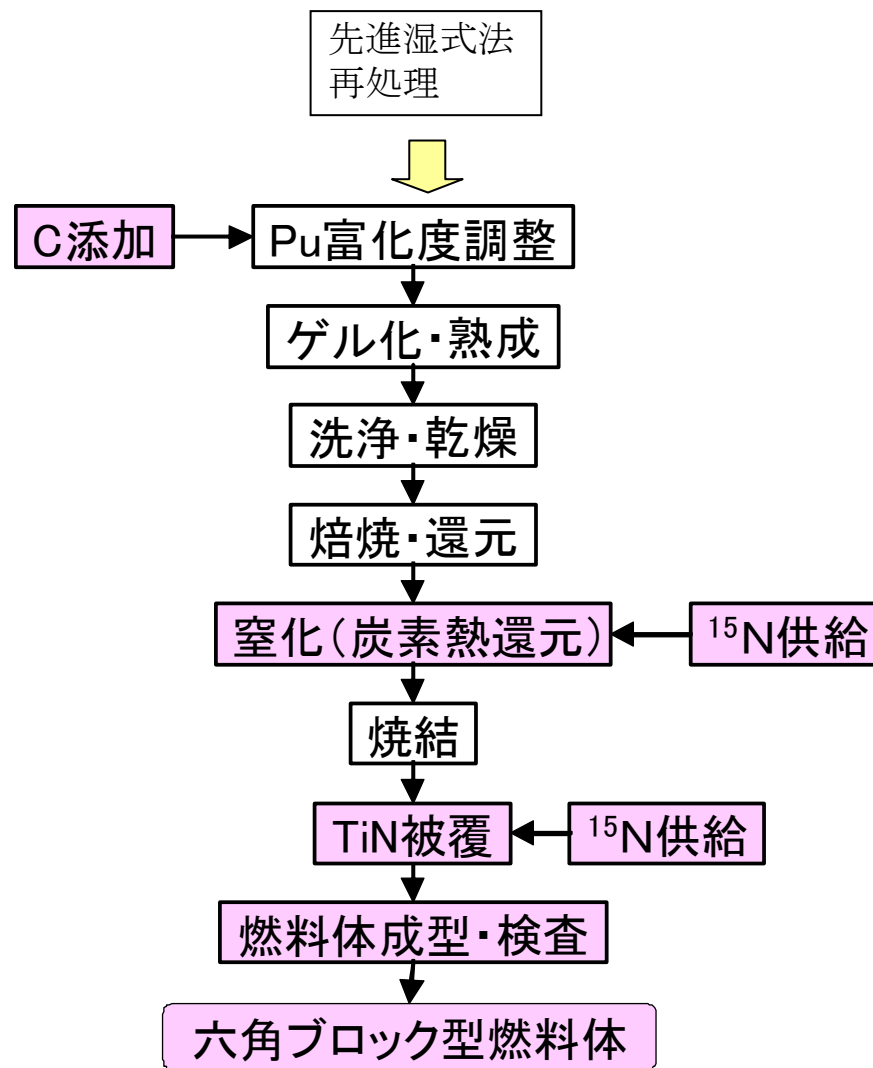 先進湿式法
再処理
C添加
Pu富化度調整
ゲル化・熟成
洗浄・乾燥
焙焼・還元
窒化(炭素熱還元)
¹⁵N供給
焼結
TiN被覆
¹⁵N供給
燃料体成型・検査
六角ブロック型燃料体